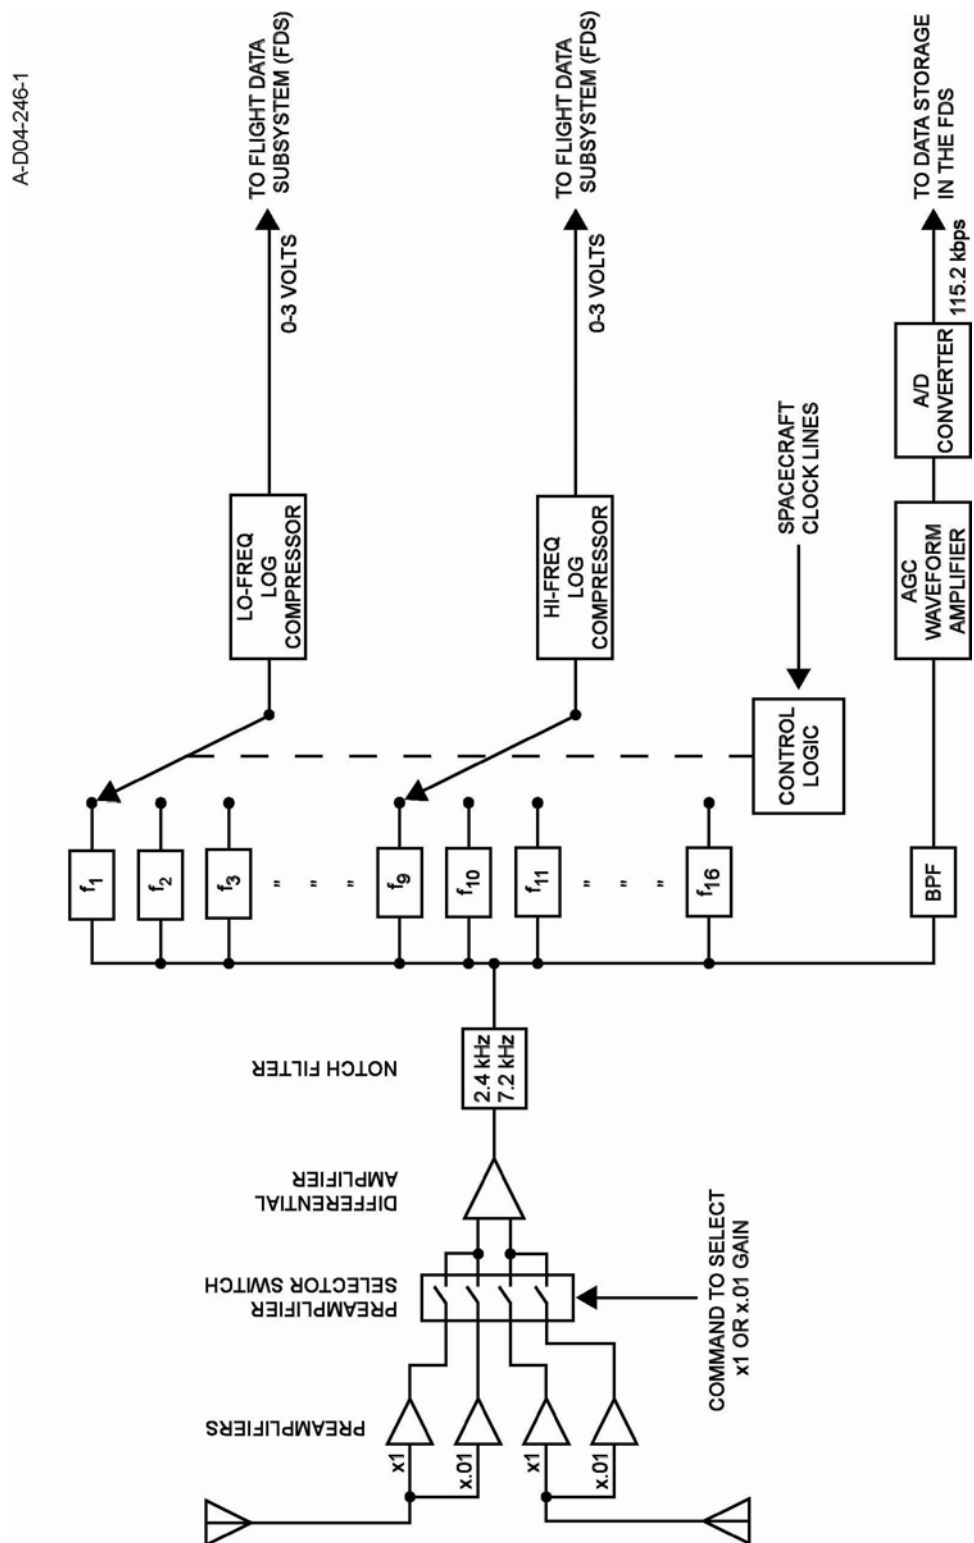 A-D04-246-1
PREAMPLIFIERS
x1
x.01
x1
x.01
PREAMPLIFIER
SELECTOR SWITCH
COMMAND TO SELECT
x1 OR x.01 GAIN
DIFFERENTIAL
AMPLIFIER
NOTCH FILTER
2.4 kHz
7.2 kHz
f1
f2
f3
" " "
f9
f10
f11
" " "
f16
BPF
LO-FREQ
LOG
COMPRESSOR
0-3 VOLTS
TO FLIGHT DATA
SUBSYSTEM (FDS)
HI-FREQ
LOG
COMPRESSOR
0-3 VOLTS
TO FLIGHT DATA
SUBSYSTEM (FDS)
CONTROL
LOGIC
SPACECRAFT
CLOCK LINES
AGC
WAVEFORM
AMPLIFIER
A/D
CONVERTER
115.2 kbps
TO DATA STORAGE
IN THE FDS